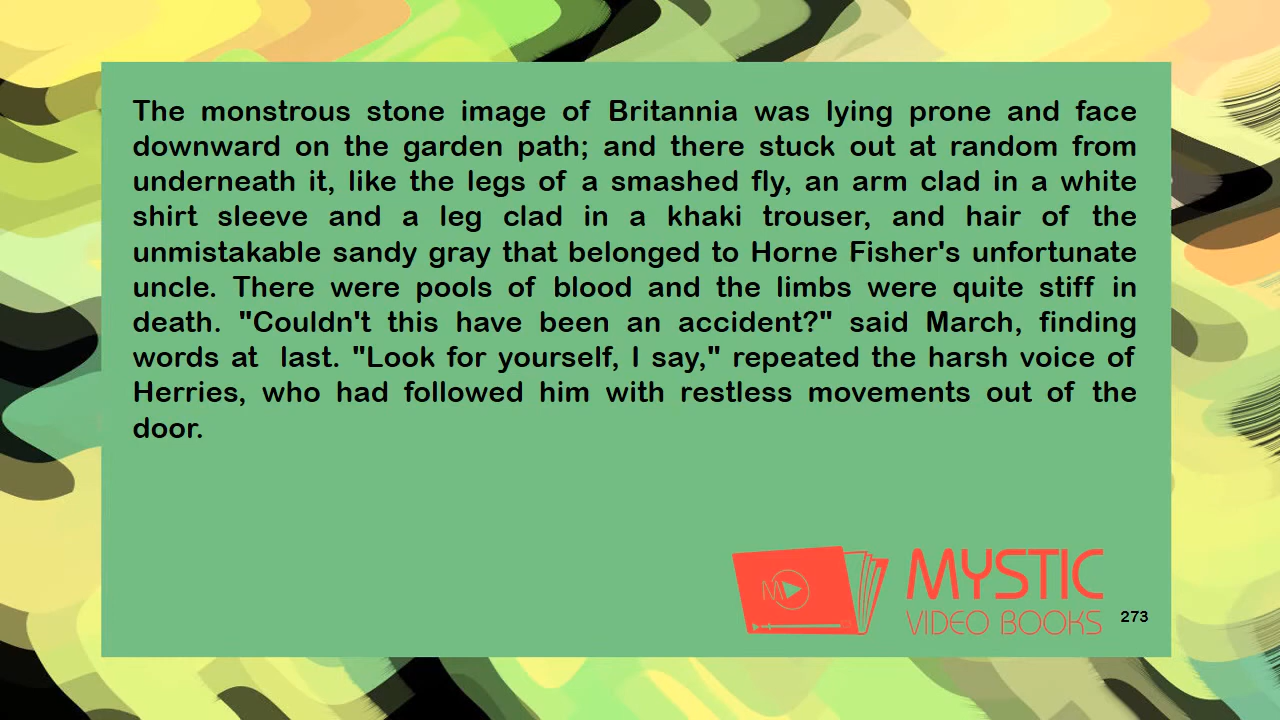 The monstrous stone image of Britannia was lying prone and face
downward on the garden path; and there stuck out at random from
underneath it, like the legs of a smashed fly, an arm clad in a white
shirt sleeve and a leg clad in a khaki trouser, and hair of the
unmistakable sandy gray that belonged to Horne Fisher's unfortunate
uncle. There were pools of blood and the limbs were quite stiff in
death. "Couldn't this have been an accident?" said March, finding
words at  last. "Look for yourself, I say," repeated the harsh voice of
Herries, who had followed him with restless movements out of the
door.
M
MYSTIC
VIDEO BOOKS
273